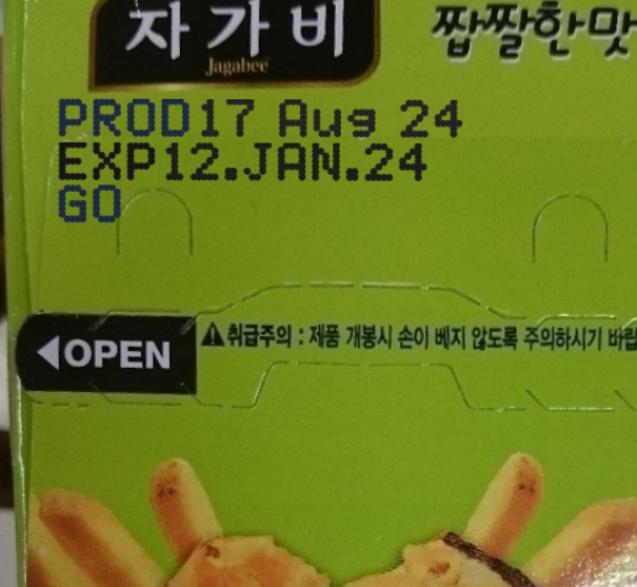 자가비 짭짤한맛
Jagabee
PROD17 Aug 24
EXP12.JAN.24
GO
OPEN
취급주의 : 제품 개봉시 손이 베지 않도록 주의하시기 바랍